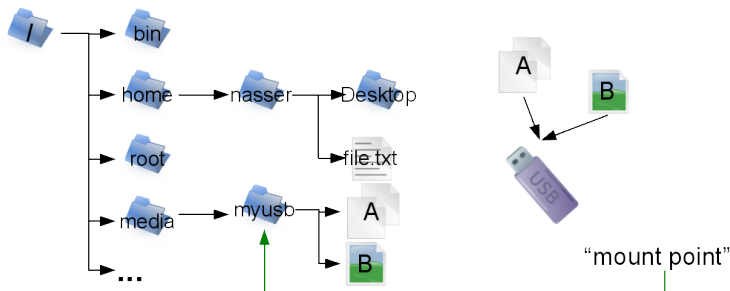 /
bin
home
nasser
Desktop
file.txt
root
media
myusb
A
B
...
A
B
USB
“mount point”